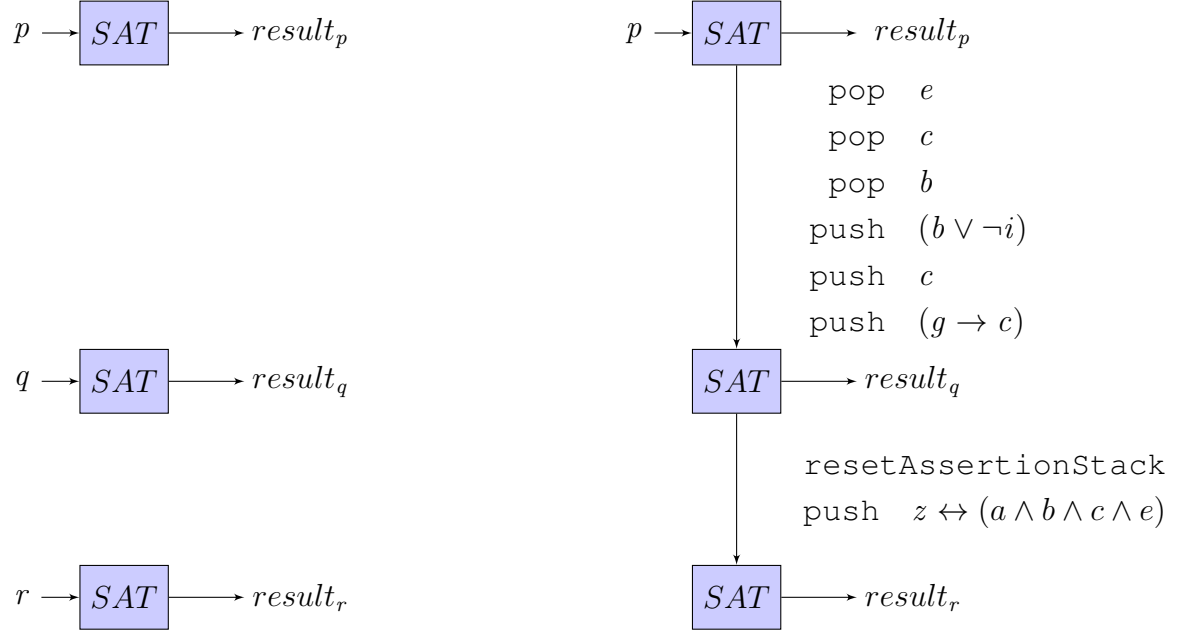 p SAT result_p p SAT result_p
pop e
pop c
pop b
push (b ∨ ¬i)
push c
push (g → c)
q SAT result_q SAT result_q
resetAssertionStack
push z ↔ (a ∧ b ∧ c ∧ e)
r SAT result_r SAT result_r